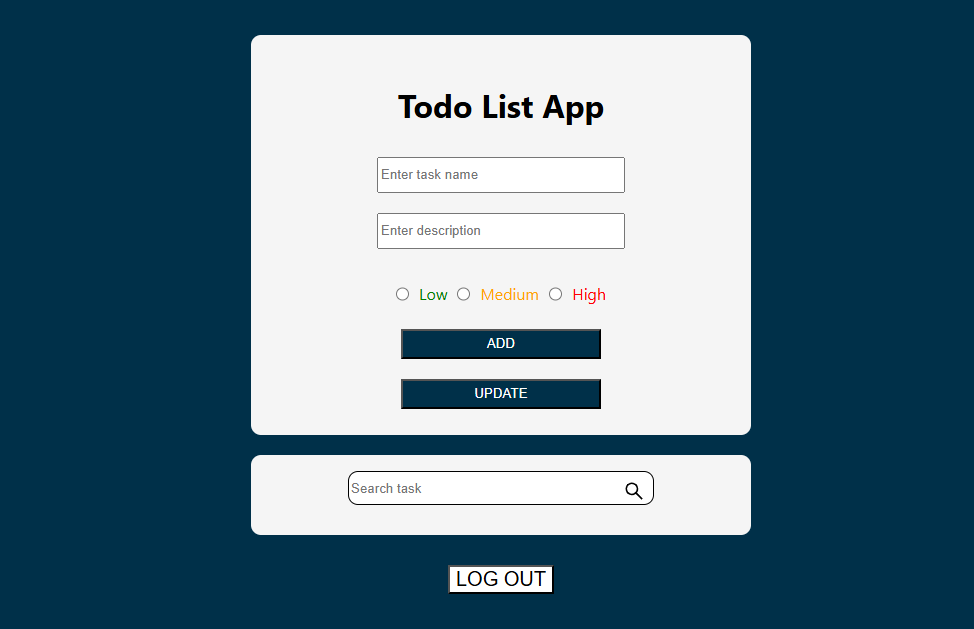 Todo List App
Enter task name
Enter description
Low Medium High
ADD
UPDATE
Search task
LOG OUT